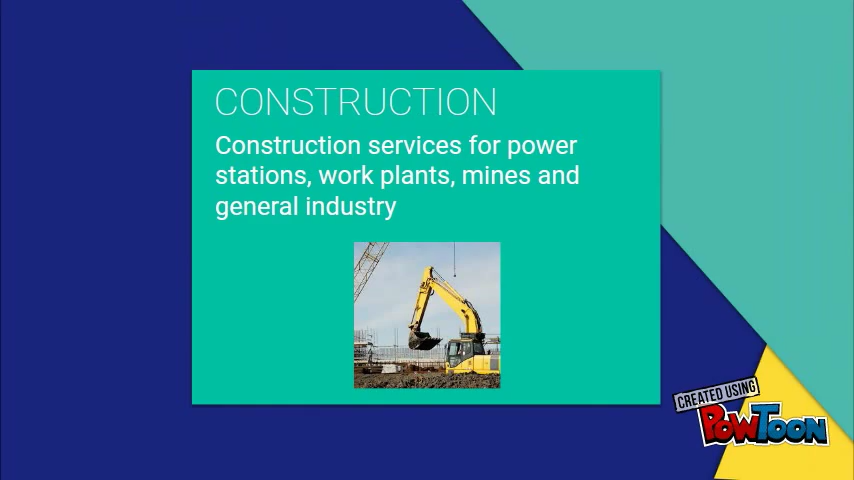 CONSTRUCTION
Construction services for power
stations, work plants, mines and
general industry
CREATED USING
POWTOON